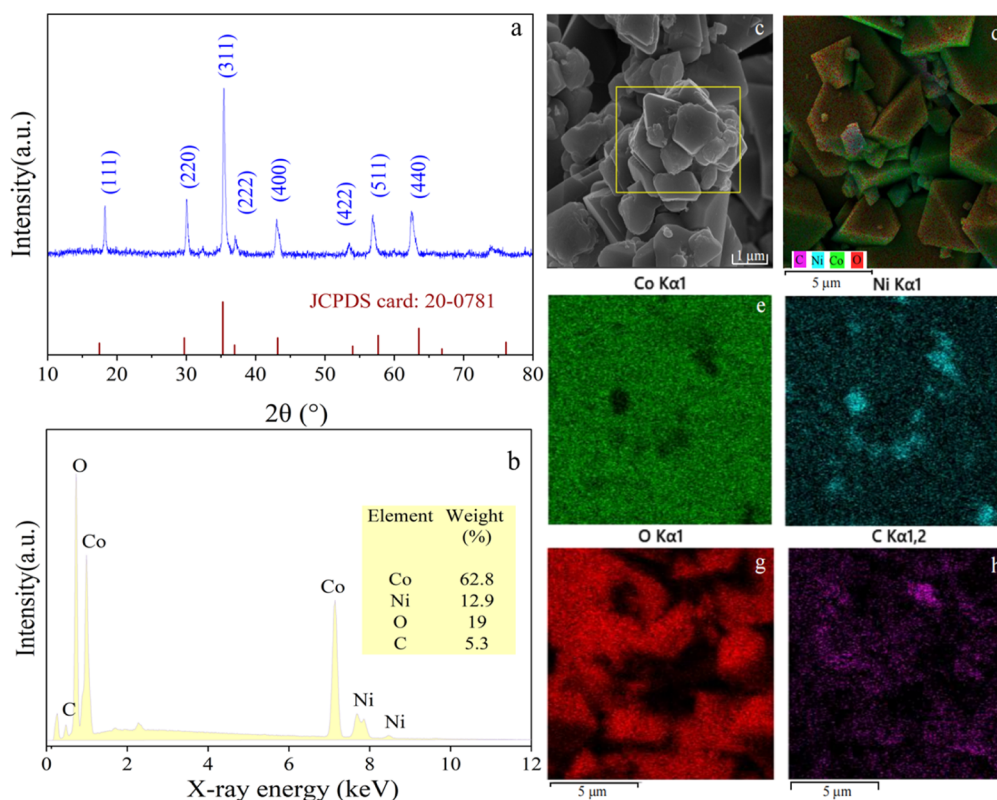 a
Intensity(a.u.)
(111)
(220)
(311)
(222)
(400)
(422)
(511)
(440)
JCPDS card: 20-0781
10 20 30 40 50 60 70 80
2θ (°)
b
Intensity(a.u.)
O
Co
C
Co
Ni
Ni
Element Weight
(%)
Co 62.8
Ni 12.9
O 19
C 5.3
0 2 4 6 8 10 12
X-ray energy (keV)
c
1 μm
C Ni Co O
5 μm
Co Kα1
e
Ni Kα1
O Kα1
g
5 μm
C Kα1,2
h
5 μm